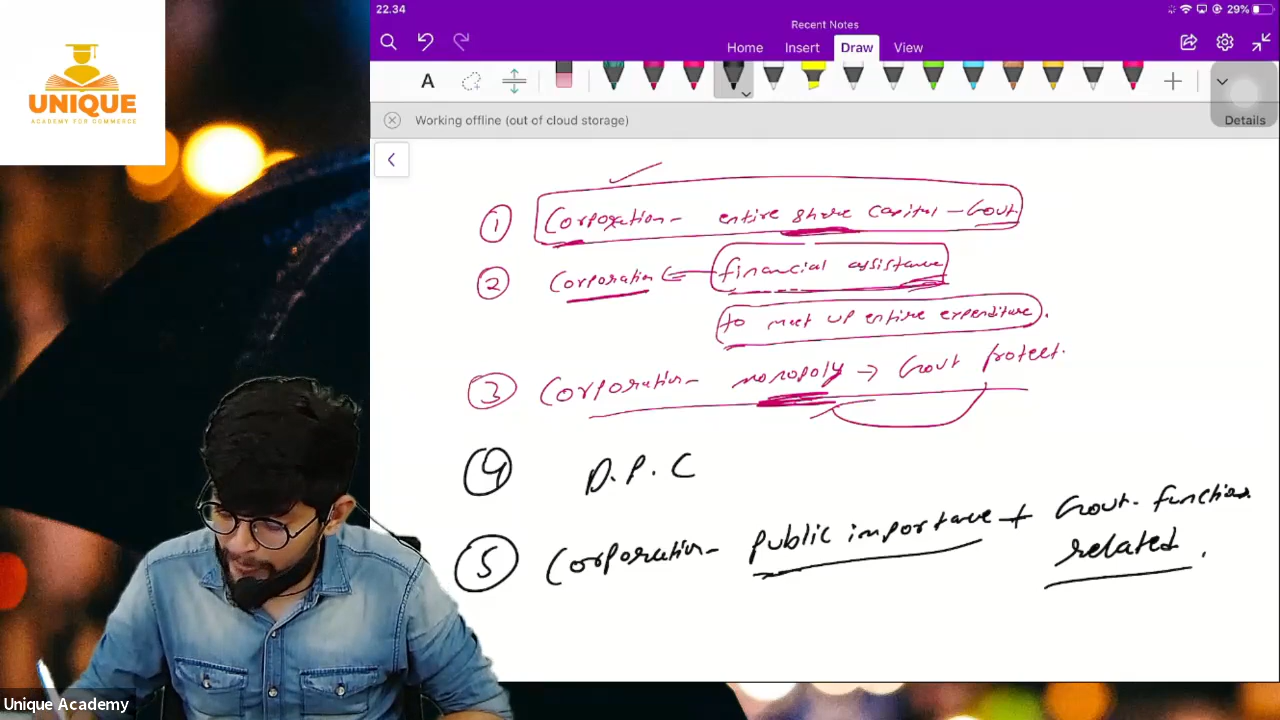 22.34
29%
Recent Notes
Home Insert Draw View
A
Details
Working offline (out of cloud storage)
UNIQUE
ACADEMY FOR COMMERCE
① Corporation - entire share capital - Govt
② Corporation ← financial assistance
to meet up entire expenditure.
③ Corporation - monopoly → Govt protect.
④ D.P.C
⑤ Corporation - public importance + Govt. function
related.
Unique Academy